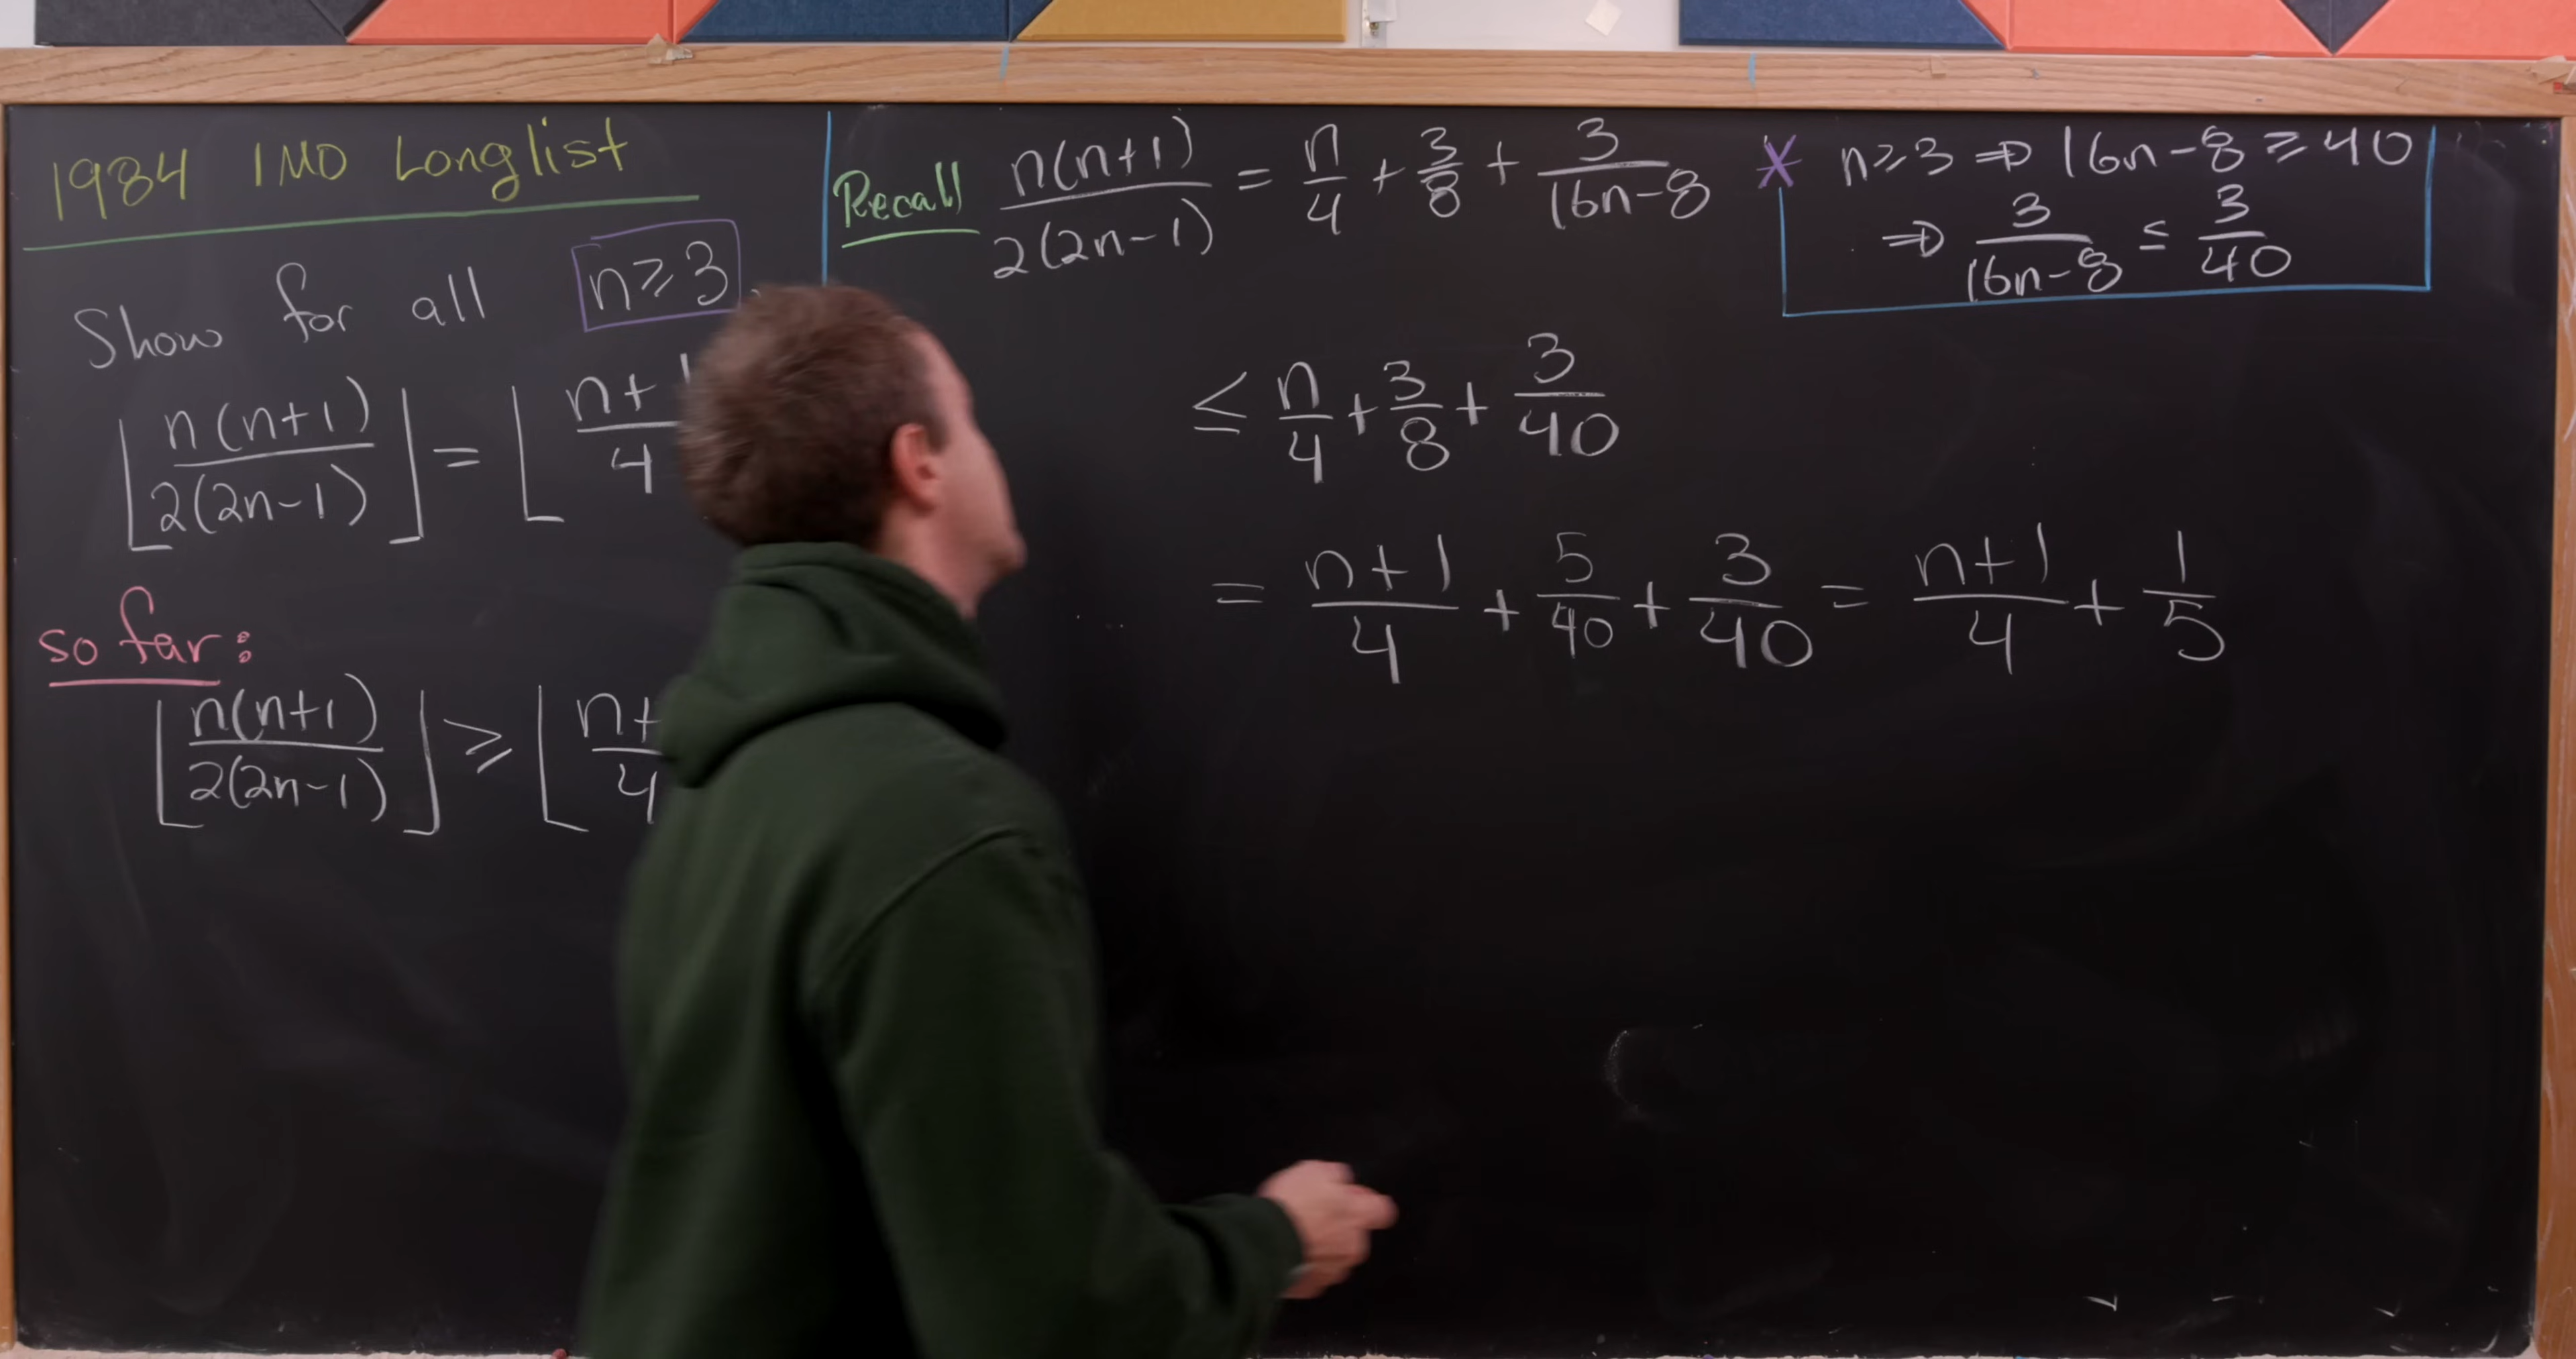 1984 IMO Longlist
Show for all n≥3
⌊n(n+1)/2(2n-1)⌋ = ⌊n+1/4
so far:
⌊n(n+1)/2(2n-1)⌋ ≥ ⌊n+/4
Recall n(n+1)/2(2n-1) = n/4 + 3/8 + 3/16n-8
≤ n/4 + 3/8 + 3/40
= n+1/4 + 5/40 + 3/40 = n+1/4 + 1/5
* n≥3 ⇒ 16n-8 ≥ 40
⇒ 3/16n-8 ≤ 3/40